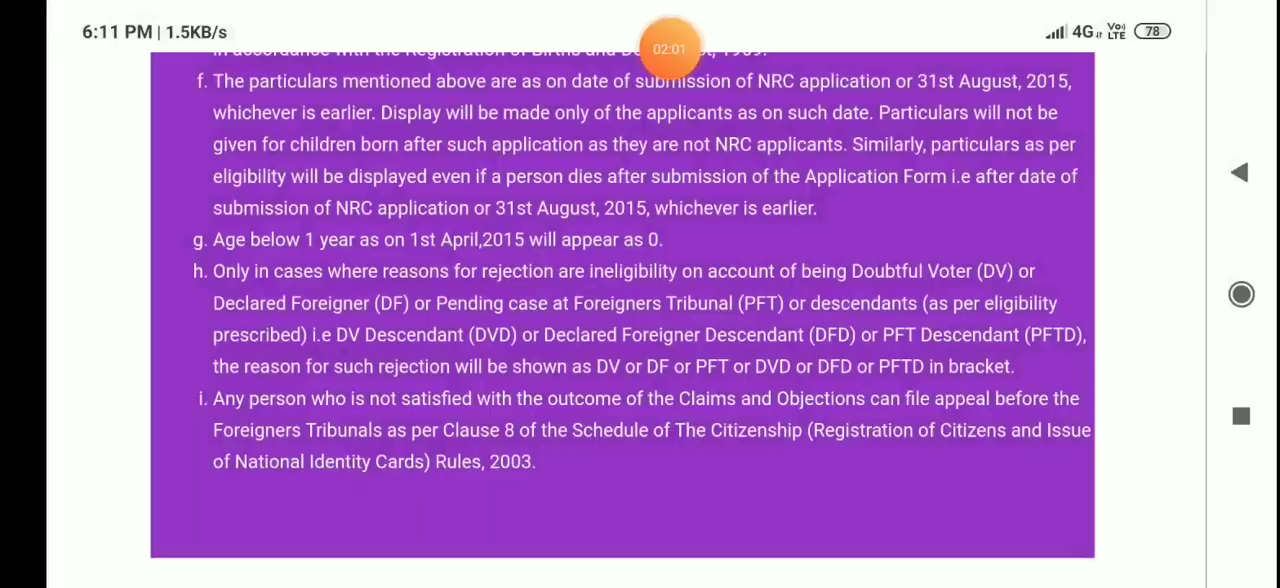 6:11 PM | 1.5KB/s
02:01
4G Vo) LTE 78
f. The particulars mentioned above are as on date of submission of NRC application or 31st August, 2015,
whichever is earlier. Display will be made only of the applicants as on such date. Particulars will not be
given for children born after such application as they are not NRC applicants. Similarly, particulars as per
eligibility will be displayed even if a person dies after submission of the Application Form i.e after date of
submission of NRC application or 31st August, 2015, whichever is earlier.
g. Age below 1 year as on 1st April,2015 will appear as 0.
h. Only in cases where reasons for rejection are ineligibility on account of being Doubtful Voter (DV) or
Declared Foreigner (DF) or Pending case at Foreigners Tribunal (PFT) or descendants (as per eligibility
prescribed) i.e DV Descendant (DVD) or Declared Foreigner Descendant (DFD) or PFT Descendant (PFTD),
the reason for such rejection will be shown as DV or DF or PFT or DVD or DFD or PFTD in bracket.
i. Any person who is not satisfied with the outcome of the Claims and Objections can file appeal before the
Foreigners Tribunals as per Clause 8 of the Schedule of The Citizenship (Registration of Citizens and Issue
of National Identity Cards) Rules, 2003.